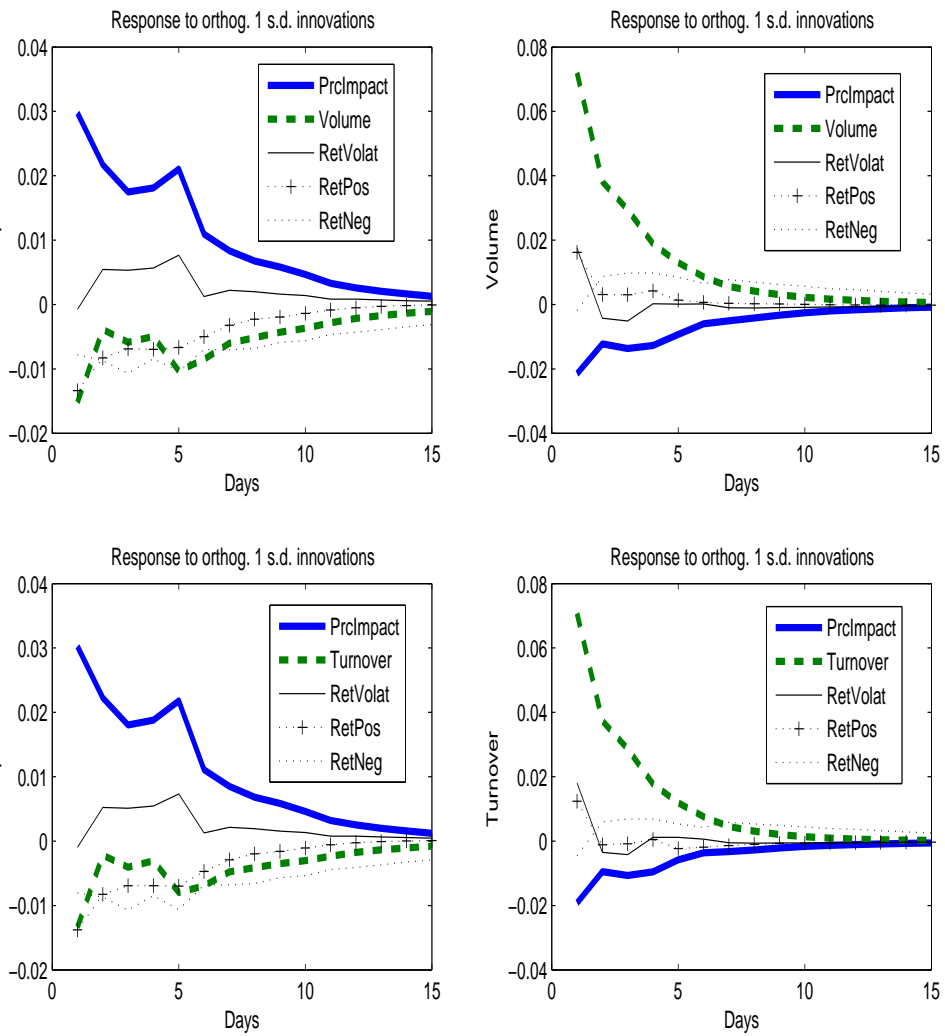 Response to orthog. 1 s.d. innovations
0.04
0.03
0.02
0.01
0
−0.01
−0.02
PrcImpact
Volume
RetVolat
RetPos
RetNeg
0
5
10
15
Days
Response to orthog. 1 s.d. innovations
Volume
0.08
0.06
0.04
0.02
0
−0.02
−0.04
PrcImpact
Volume
RetVolat
RetPos
RetNeg
0
5
10
15
Days
Response to orthog. 1 s.d. innovations
0.04
0.03
0.02
0.01
0
−0.01
−0.02
PrcImpact
Turnover
RetVolat
RetPos
RetNeg
0
5
10
15
Days
Response to orthog. 1 s.d. innovations
Turnover
0.08
0.06
0.04
0.02
0
−0.02
−0.04
PrcImpact
Turnover
RetVolat
RetPos
RetNeg
0
5
10
15
Days